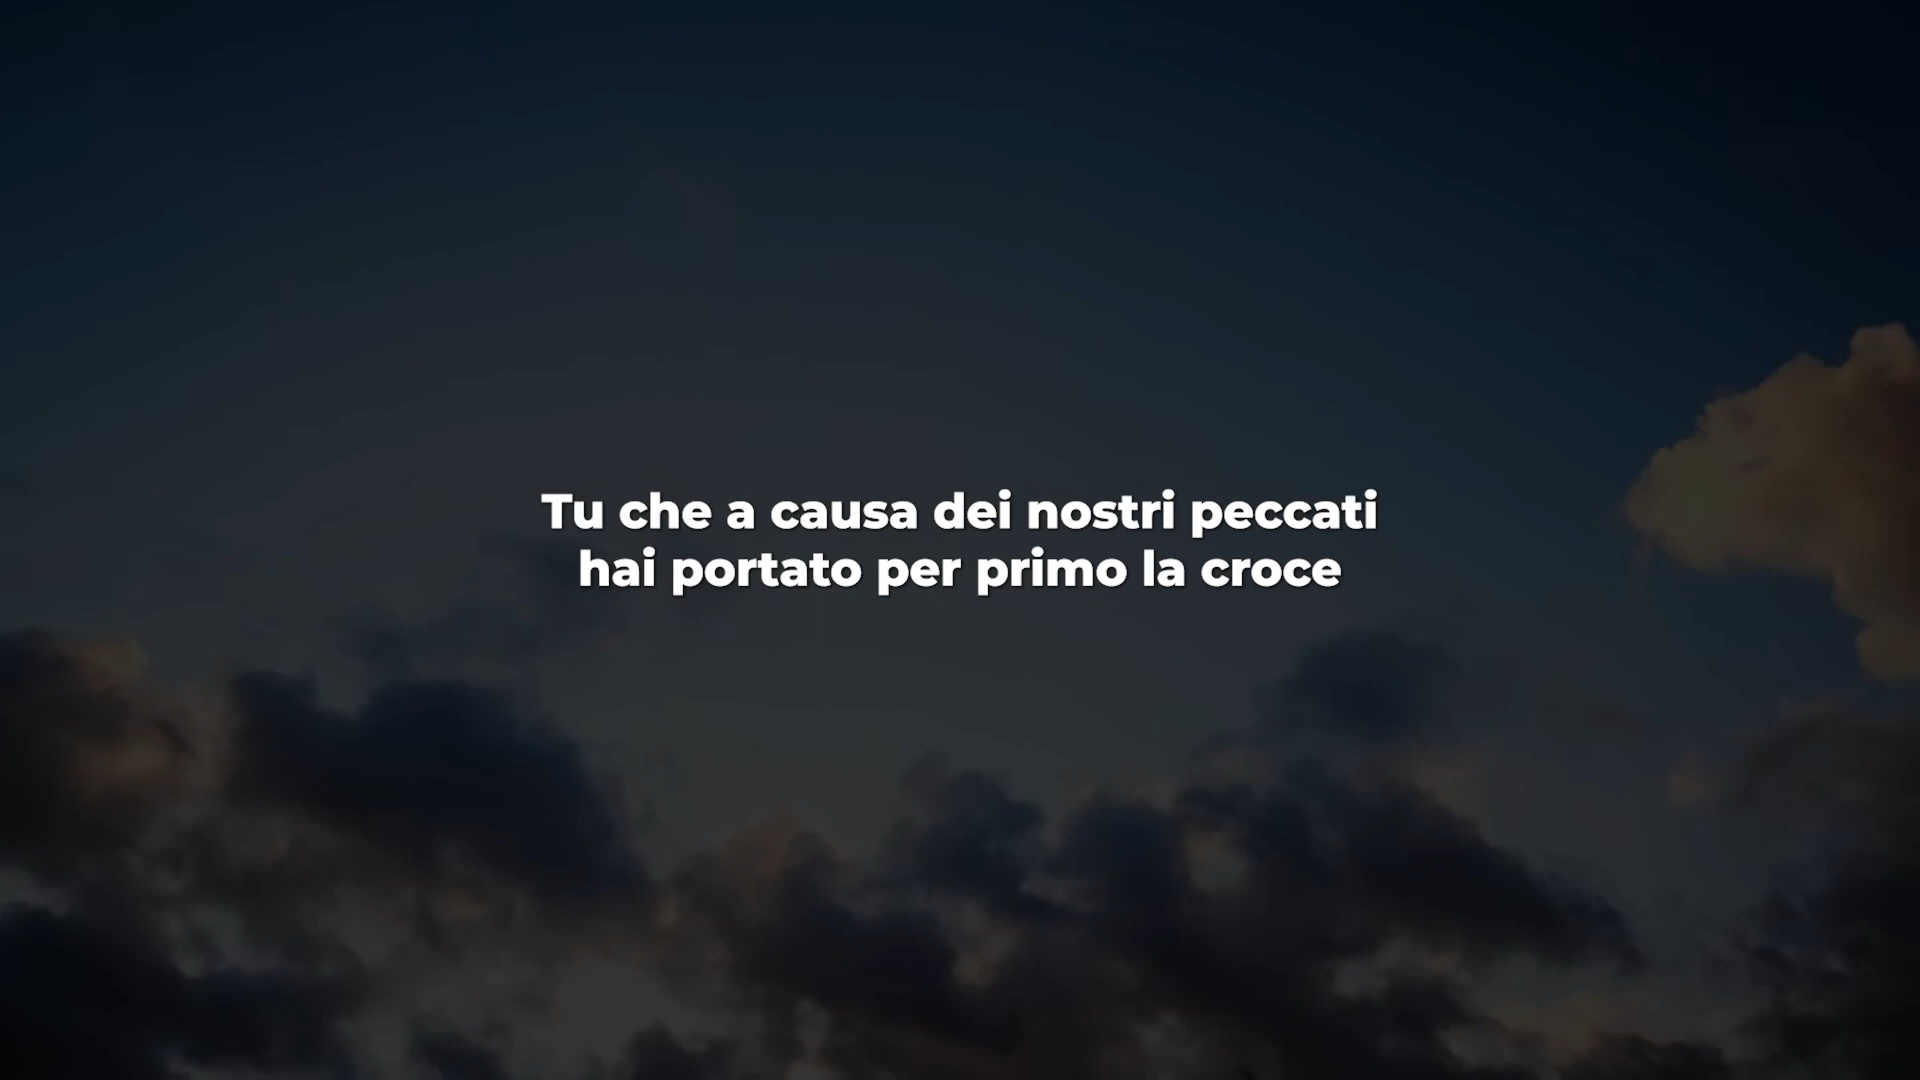 Tu che a causa dei nostri peccati
hai portato per primo la croce